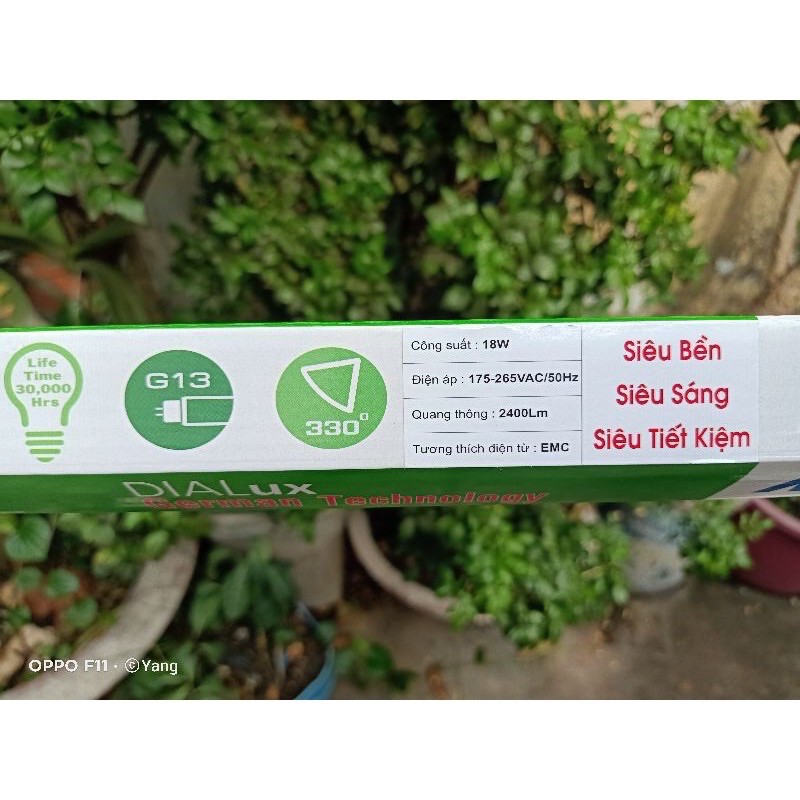 Life
Time
30,000
Hrs
G13
330°
Công suất : 18W
Điện áp : 175-265VAC/50Hz
Quang thông : 2400Lm
Tương thích điện từ : EMC
Siêu Bền
Siêu Sáng
Siêu Tiết Kiệm
DIALux
German Technology
OPPO F11 · ©Yang